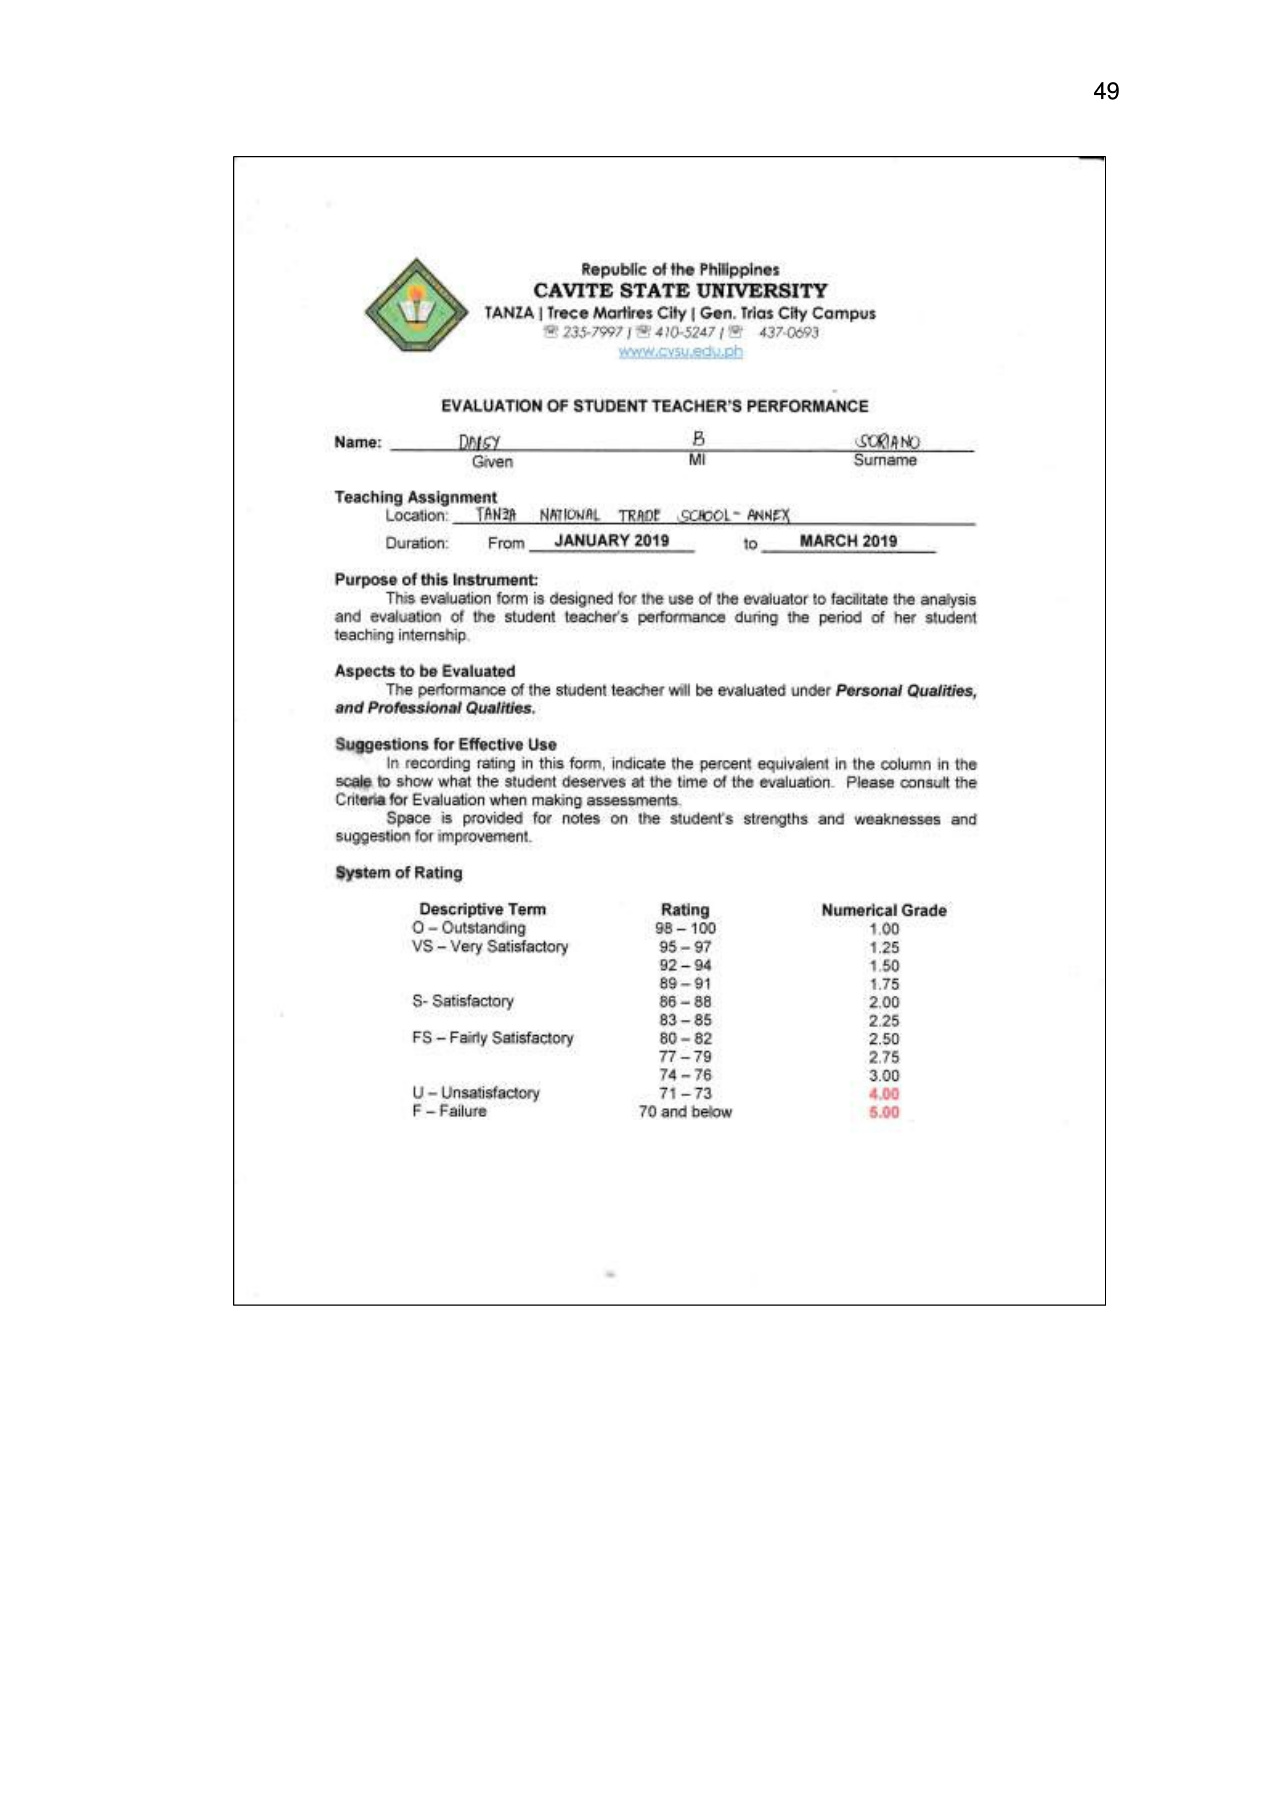 49
Republic of the Philippines
CAVITE STATE UNIVERSITY
TANZA | Trece Martires City | Gen. Trias City Campus
☏ 235-7997 | ☏ 410-5247 | ☏ 437-0693
www.cvsu.edu.ph
EVALUATION OF STUDENT TEACHER'S PERFORMANCE
Name: DAISY B SORIANO
Given MI Surname
Teaching Assignment
Location: TANZA NATIONAL TRADE SCHOOL - ANNEX
Duration: From JANUARY 2019 to MARCH 2019
Purpose of this Instrument:
This evaluation form is designed for the use of the evaluator to facilitate the analysis
and evaluation of the student teacher's performance during the period of her student
teaching internship.
Aspects to be Evaluated
The performance of the student teacher will be evaluated under Personal Qualities,
and Professional Qualities.
Suggestions for Effective Use
In recording rating in this form, indicate the percent equivalent in the column in the
scale to show what the student deserves at the time of the evaluation. Please consult the
Criteria for Evaluation when making assessments.
Space is provided for notes on the student's strengths and weaknesses and
suggestion for improvement.
System of Rating
Descriptive Term Rating Numerical Grade
O – Outstanding 98 – 100 1.00
VS – Very Satisfactory 95 – 97 1.25
92 – 94 1.50
89 – 91 1.75
S- Satisfactory 86 – 88 2.00
83 – 85 2.25
FS – Fairly Satisfactory 80 – 82 2.50
77 – 79 2.75
74 – 76 3.00
U – Unsatisfactory 71 – 73 4.00
F – Failure 70 and below 5.00